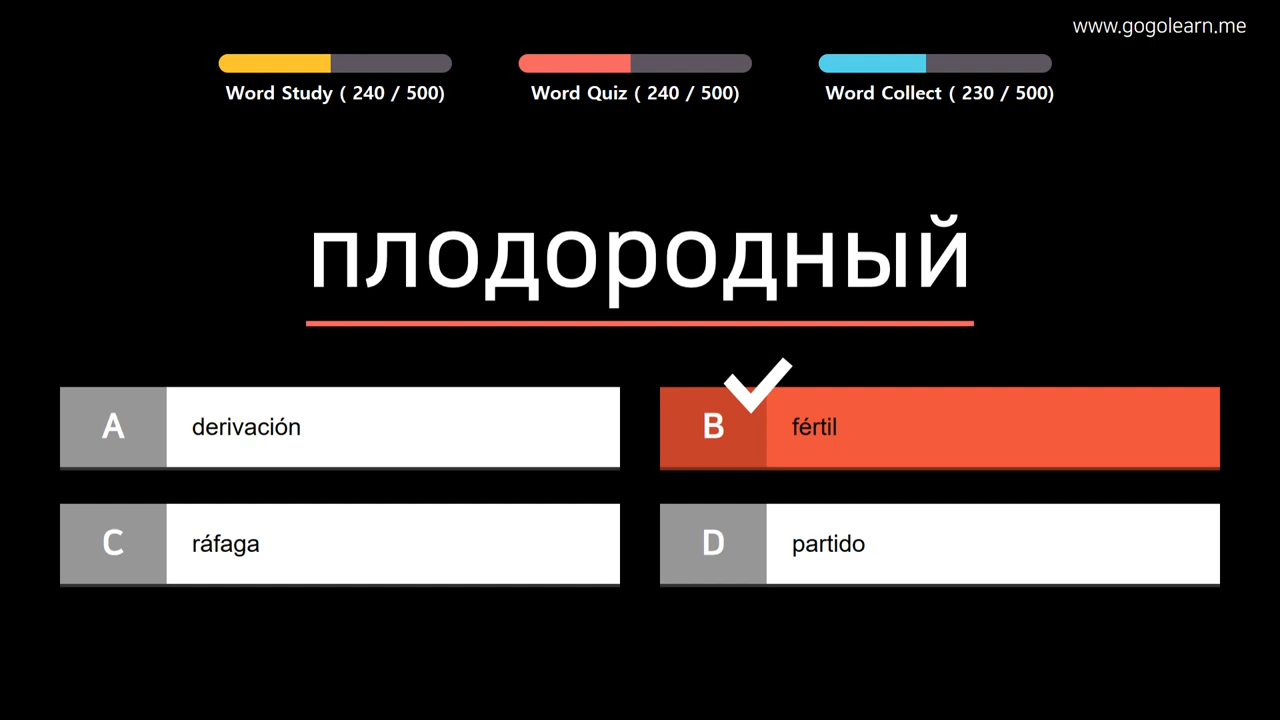 www.gogolearn.me
Word Study ( 240 / 500)
Word Quiz ( 240 / 500)
Word Collect ( 230 / 500)
плодородный
A derivación
B fértil
C ráfaga
D partido